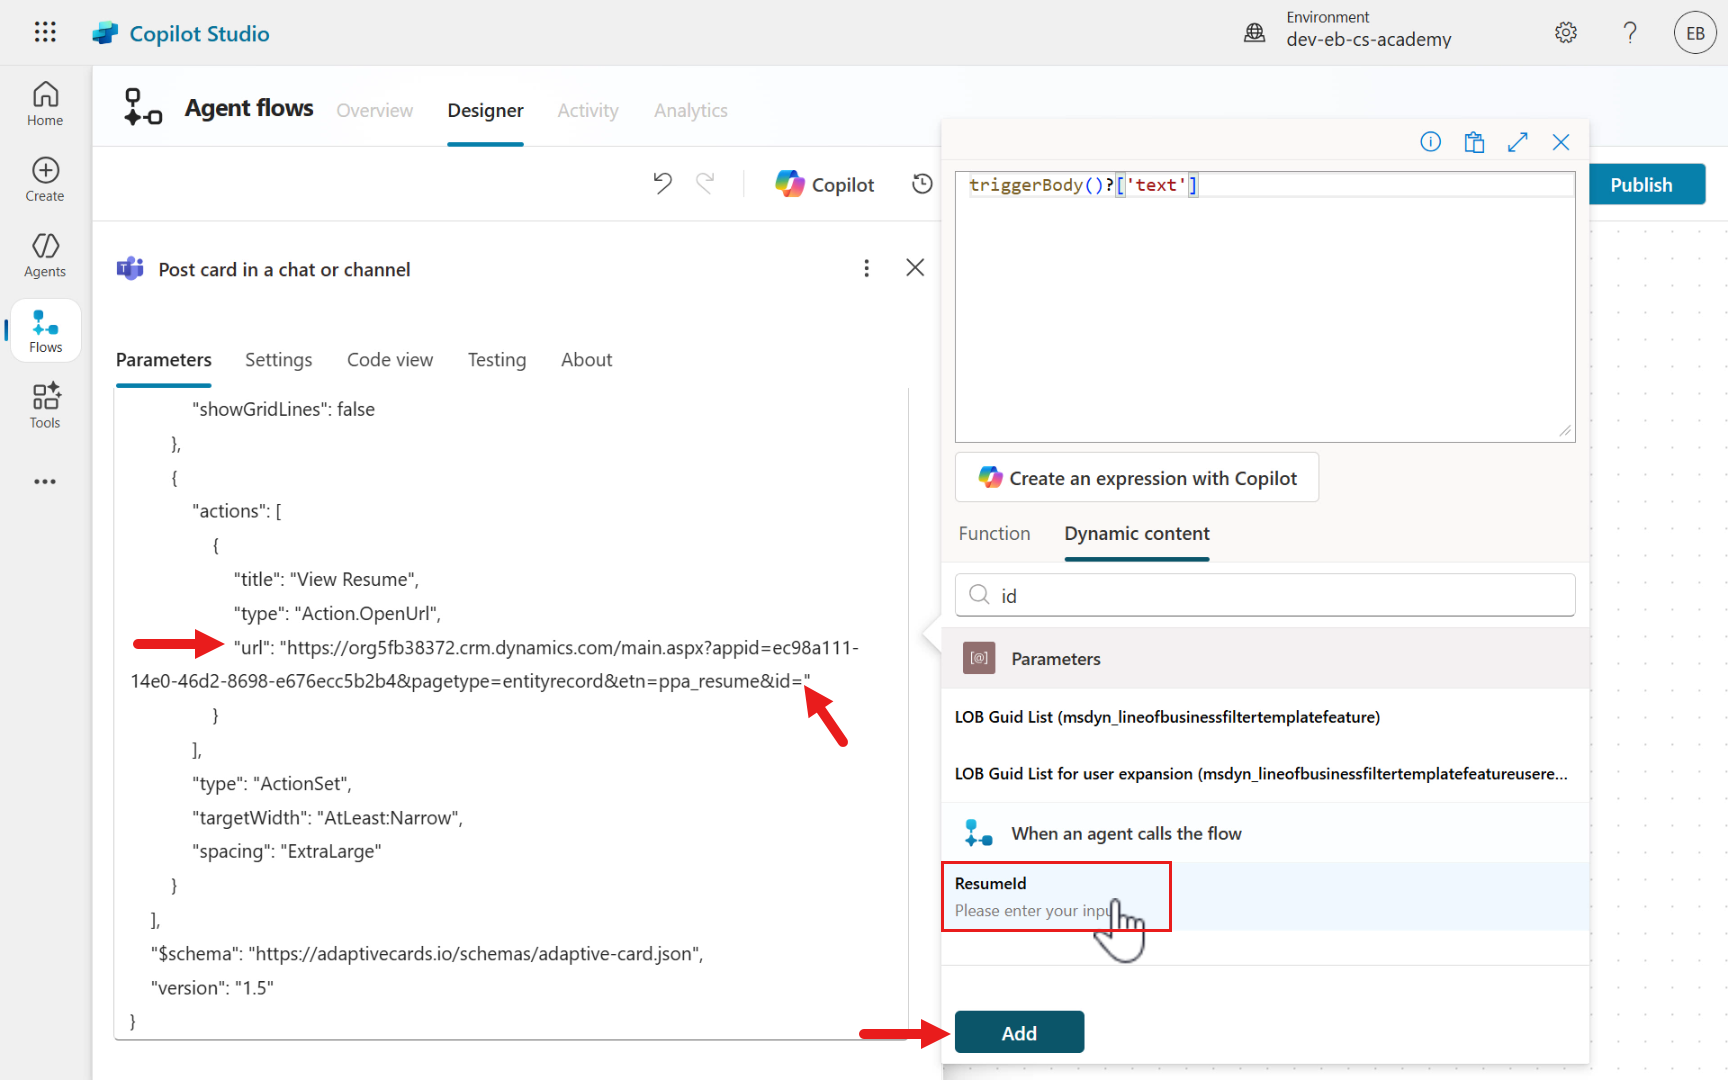 Copilot Studio
Environment
dev-eb-cs-academy
EB
Home
Create
Agents
Flows
Tools
Agent flows
Overview
Designer
Activity
Analytics
Copilot
Publish
Post card in a chat or channel
Parameters
Settings
Code view
Testing
About
"showGridLines": false
},
{
"actions": [
{
"title": "View Resume",
"type": "Action.OpenUrl",
"url": "https://org5fb38372.crm.dynamics.com/main.aspx?appid=ec98a111-
14e0-46d2-8698-e676ecc5b2b4&pagetype=entityrecord&etn=ppa_resume&id="
}
],
"type": "ActionSet",
"targetWidth": "AtLeast:Narrow",
"spacing": "ExtraLarge"
}
],
"$schema": "https://adaptivecards.io/schemas/adaptive-card.json",
"version": "1.5"
}
triggerBody()?['text']
Create an expression with Copilot
Function
Dynamic content
id
Parameters
LOB Guid List (msdyn_lineofbusinessfiltertemplatefeature)
LOB Guid List for user expansion (msdyn_lineofbusinessfiltertemplatefeatureusere...
When an agent calls the flow
ResumeId
Please enter your
Add